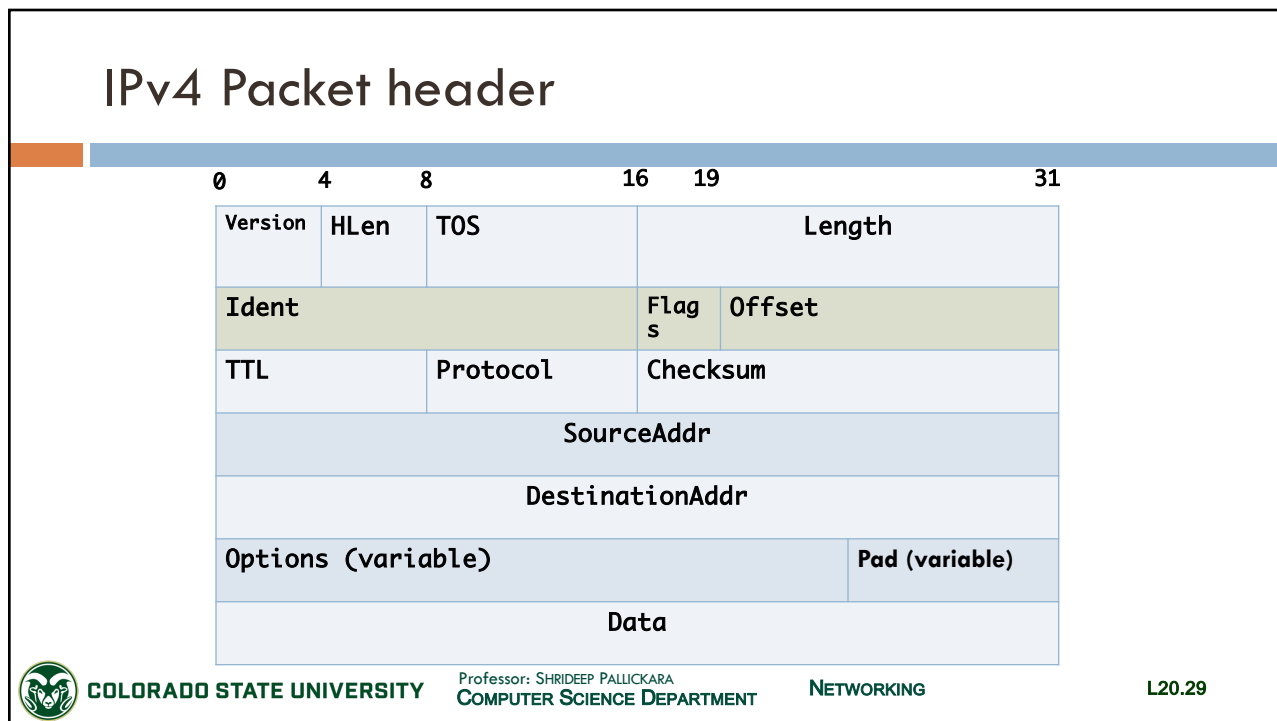 IPv4 Packet header
0 4 8 16 19 31
Version HLen TOS Length
Ident Flag Offset
s
TTL Protocol Checksum
SourceAddr
DestinationAddr
Options (variable) Pad (variable)
Data
COLORADO STATE UNIVERSITY
Professor: SHRIDEEP PALLICKARA
COMPUTER SCIENCE DEPARTMENT
NETWORKING
L20.29